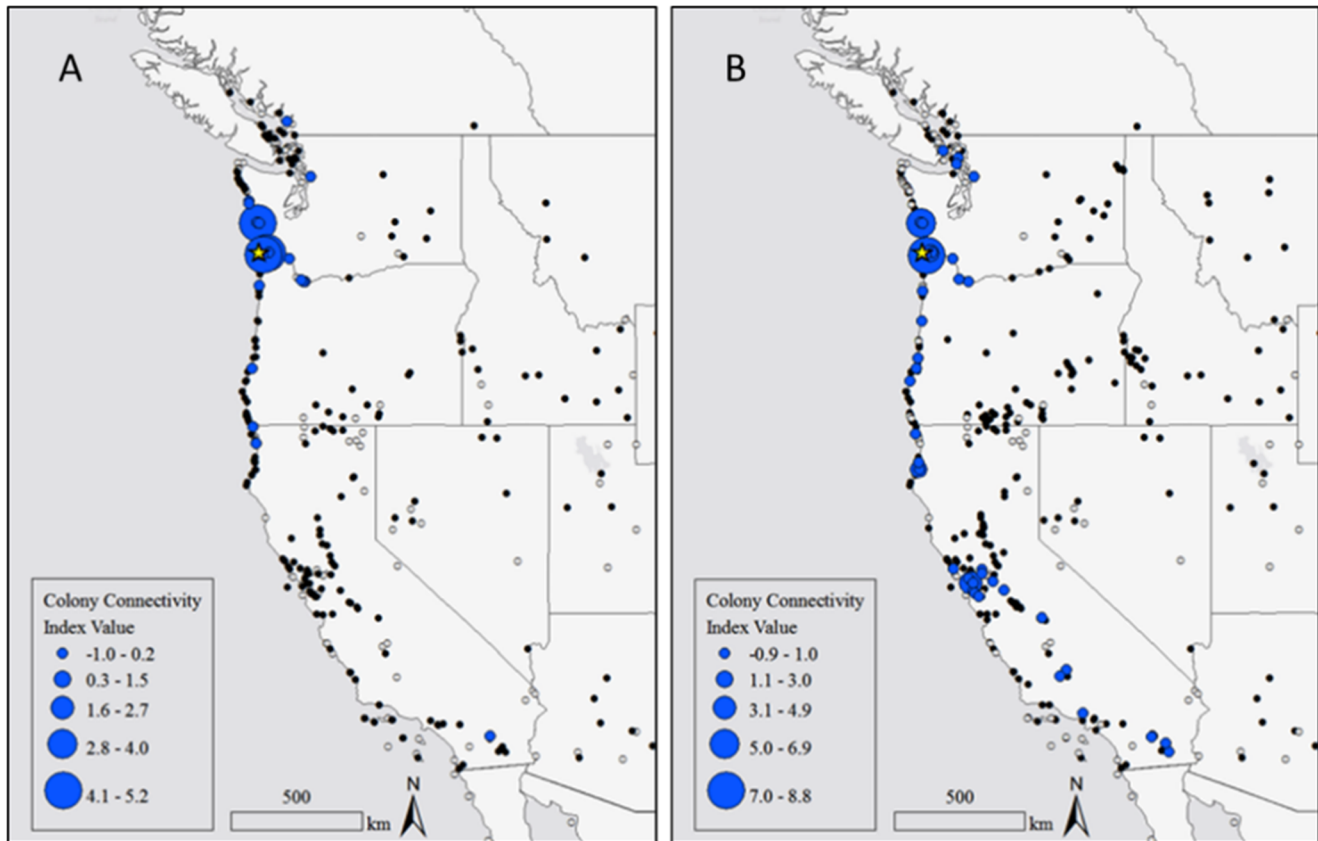 A
Colony Connectivity
Index Value
-1.0 - 0.2
0.3 - 1.5
1.6 - 2.7
2.8 - 4.0
4.1 - 5.2
500
km
N
B
Colony Connectivity
Index Value
-0.9 - 1.0
1.1 - 3.0
3.1 - 4.9
5.0 - 6.9
7.0 - 8.8
500
km
N